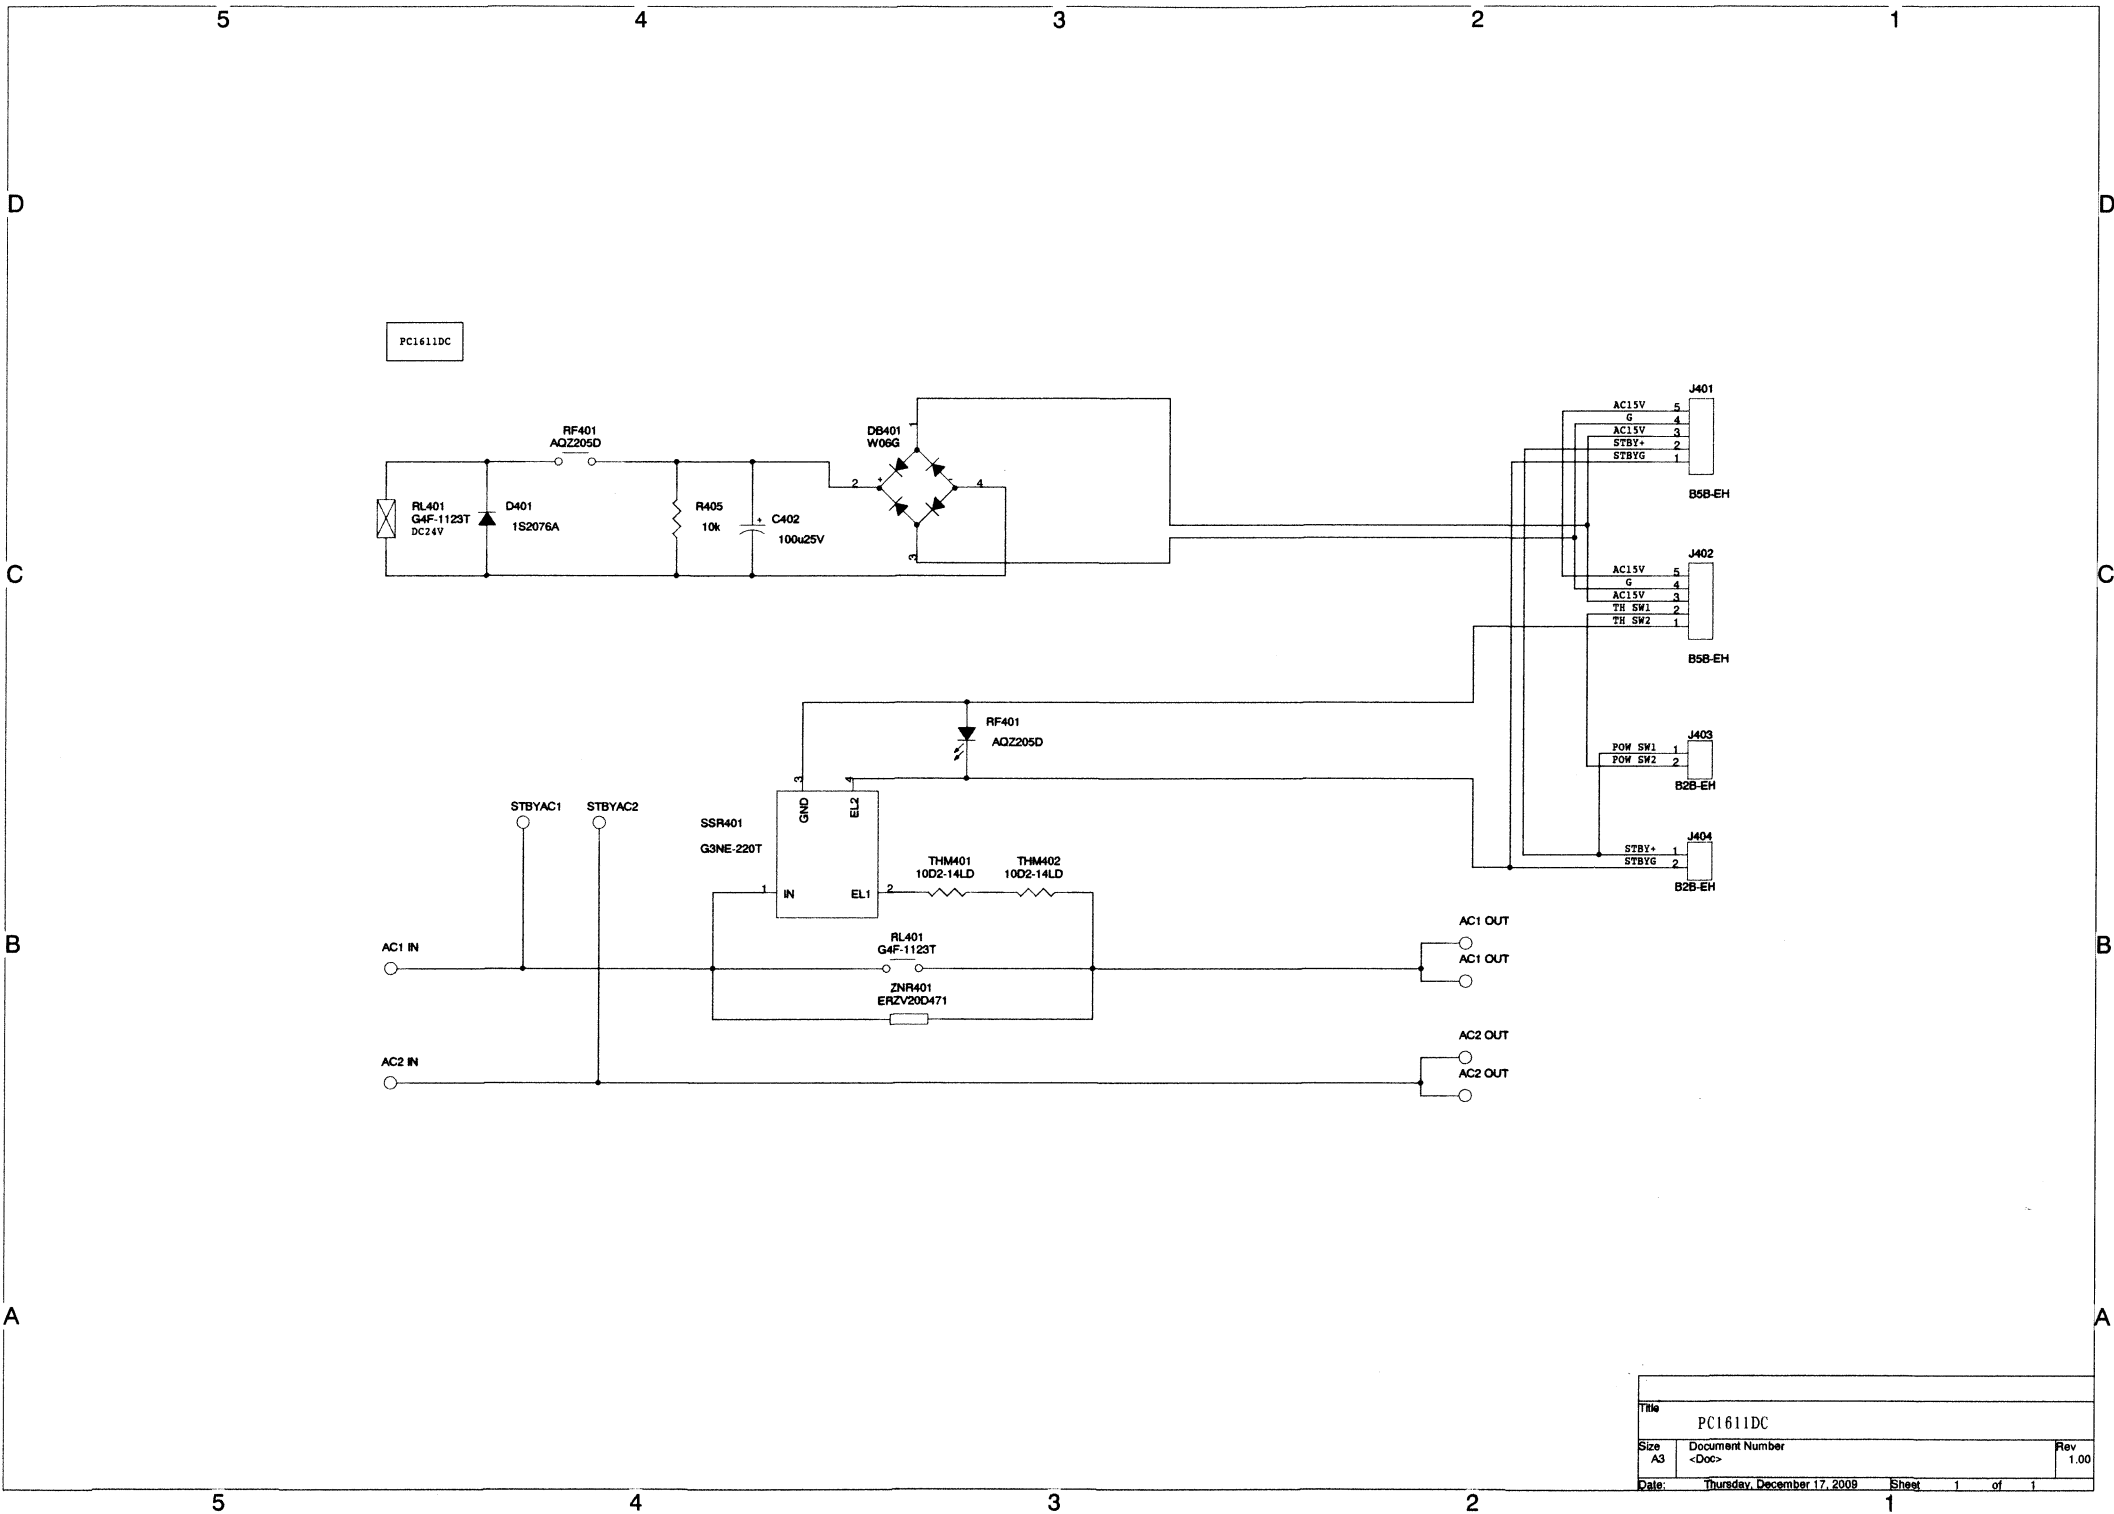 5 4 3 2 1
D D
PC1611DC
J401
AC15V 5
G 4
AC15V 3
STBY+ 2
STBYG 1
B5B-EH
RF401
AQZ205D
DB401
W06G
1
2 + - 4
3
RL401
G4F-1123T
DC24V
D401
1S2076A
R405
10k
+ C402
100u25V
C C
J402
AC15V 5
G 4
AC15V 3
TH SW1 2
TH SW2 1
B5B-EH
RF401
AQZ205D
J403
POW SW1 1
POW SW2 2
B2B-EH
3 4
GND EL2
STBYAC1 STBYAC2
SSR401
G3NE-220T
J404
STBY+ 1
STBYG 2
B2B-EH
THM401
10D2-14LD
THM402
10D2-14LD
1 IN EL1 2
AC1 OUT
B B
AC1 IN
RL401
G4F-1123T
AC1 OUT
ZNR401
ERZV20D471
AC2 OUT
AC2 IN
AC2 OUT
A A
Title
PC1611DC
Size
A3
Document Number
<Doc>
Rev
1.00
Date: Thursday, December 17, 2009 Sheet 1 of 1
5 4 3 2 1